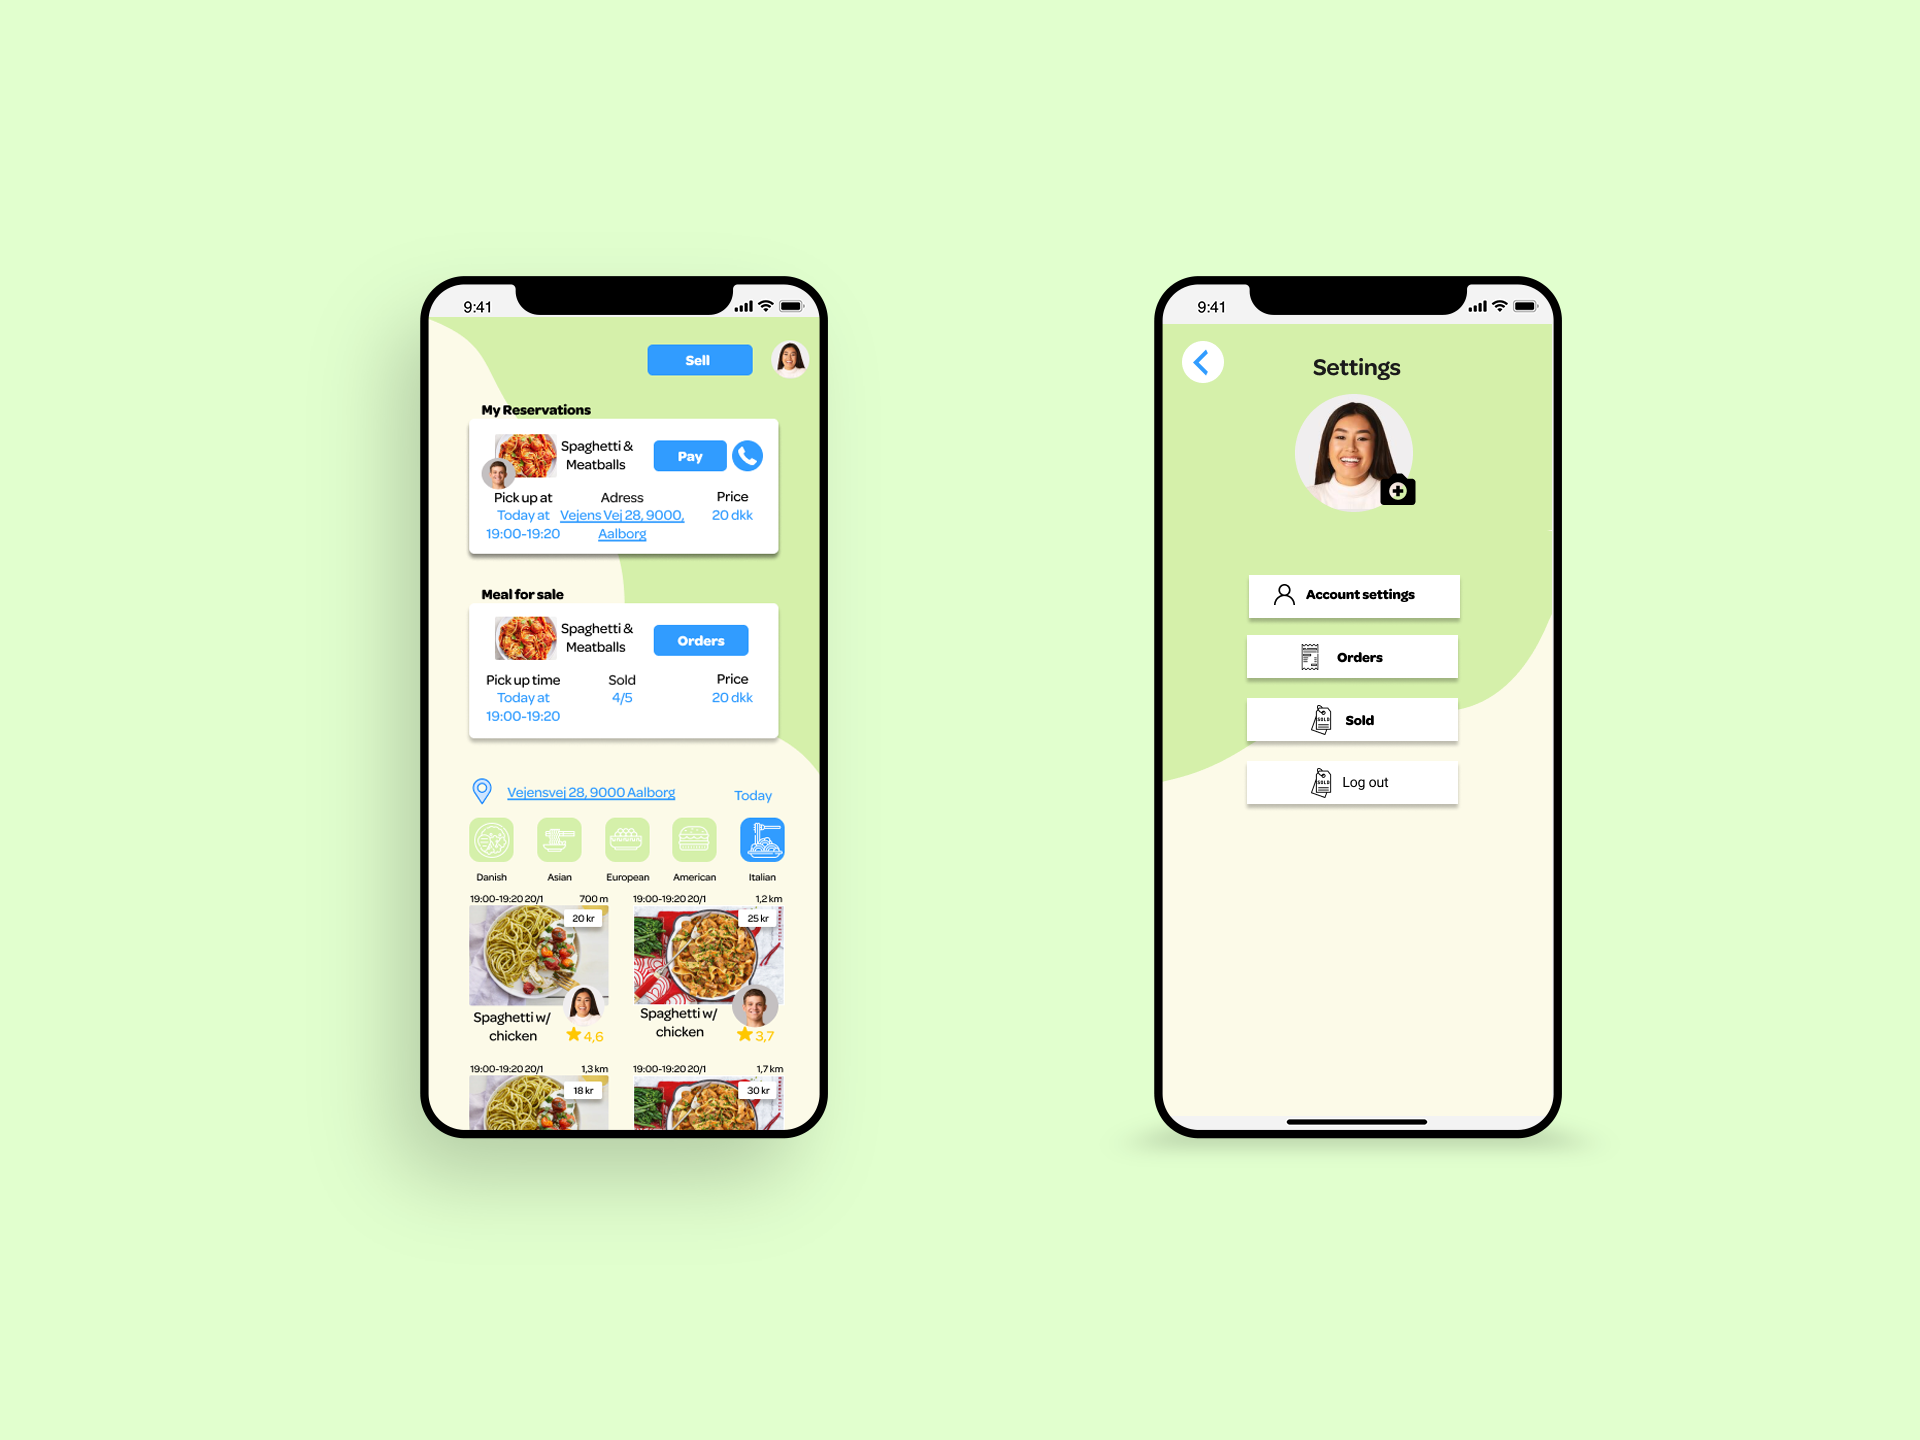 9:41
Sell
My Reservations
Spaghetti &
Meatballs
Pay
Pick up at
Today at
19:00-19:20
Adress
Vejens Vej 28, 9000,
Aalborg
Price
20 dkk
Meal for sale
Spaghetti &
Meatballs
Orders
Pick up time
Today at
19:00-19:20
Sold
4/5
Price
20 dkk
Vejensvej 28, 9000 Aalborg
Today
Danish
Asian
European
American
Italian
19:00-19:20 20/1
700 m
20 kr
Spaghetti w/
chicken
4,6
19:00-19:20 20/1
1,2 km
25 kr
Spaghetti w/
chicken
3,7
19:00-19:20 20/1
1,3 km
18 kr
19:00-19:20 20/1
1,7 km
30 kr
9:41
Settings
Account settings
Orders
SOLD
Sold
SOLD
Log out